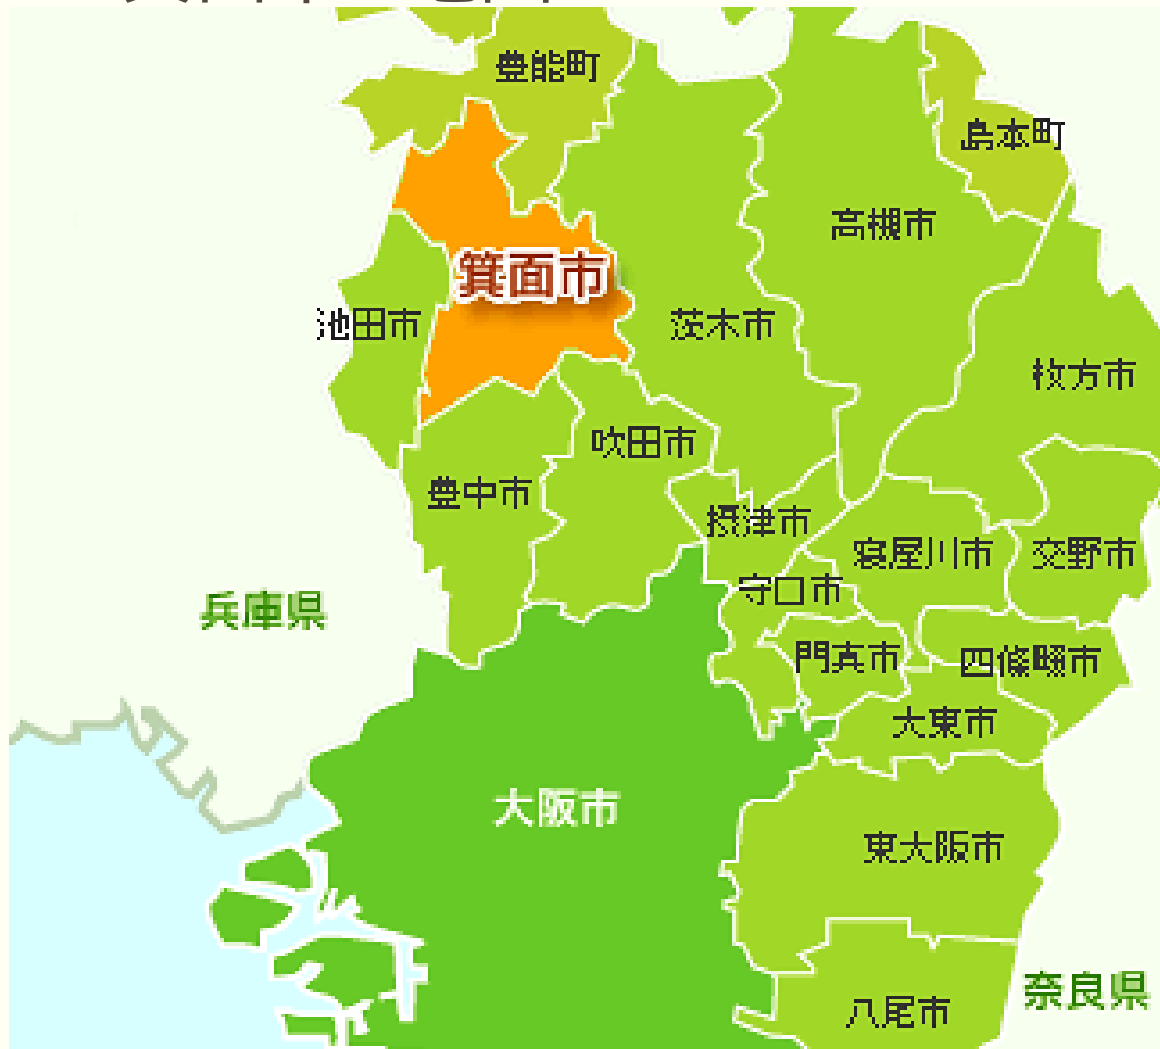 豊能町
島本町
高槻市
箕面市
池田市
茨木市
枚方市
吹田市
豊中市
摂津市
寝屋川市
交野市
守口市
兵庫県
門真市
四條畷市
大東市
大阪市
東大阪市
奈良県
八尾市